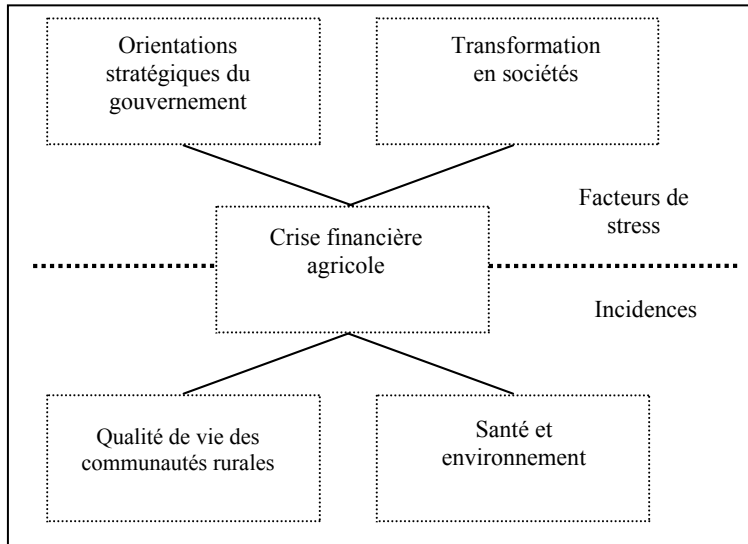 Orientations
stratégiques du
gouvernement
Transformation
en sociétés
Facteurs de
stress
Crise financière
agricole
Incidences
Qualité de vie des
communautés rurales
Santé et
environnement